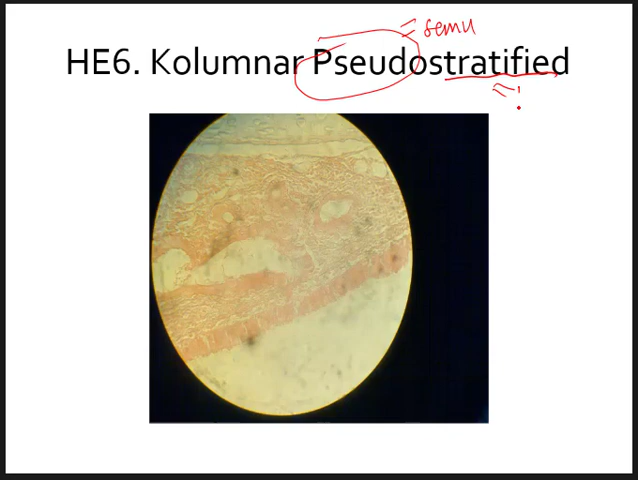 = semu
HE6. Kolumnar Pseudostratified